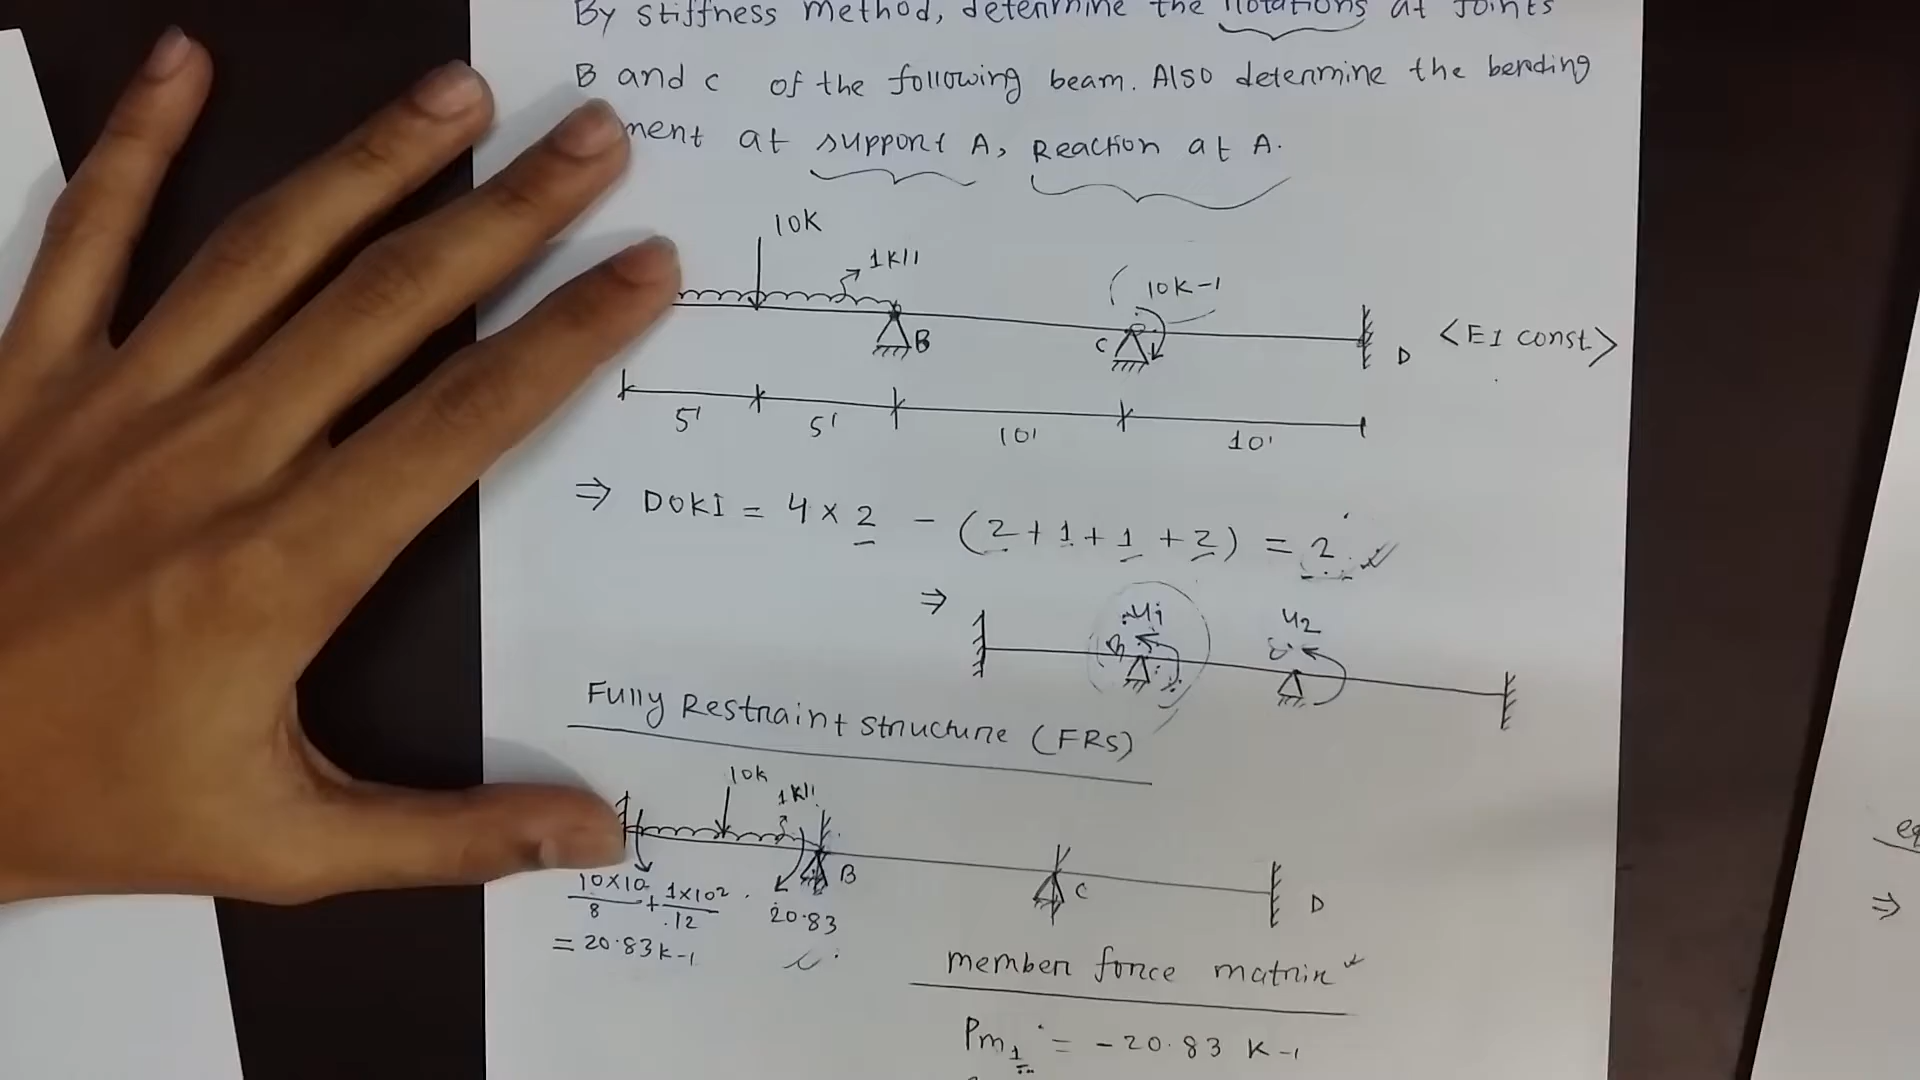 By stiffness method, determine the Rotations at Joints
B and C of the following beam. Also determine the bending
ment at support A, Reaction at A.
10K
1K/'
10K-'
B
C
D
<EI const>
5'
5'
10'
10'
⇒ DOKI = 4 × 2 - (2+1+1+2) = 2
⇒
u1
u2
B
Fully Restraint structure (FRS)
10k
1K/'
B
C
D
10×10/8 + 1×10²/12
20.83
= 20.83 K-'
member force matrix
Pm1 = -20.83 K-'
⇒